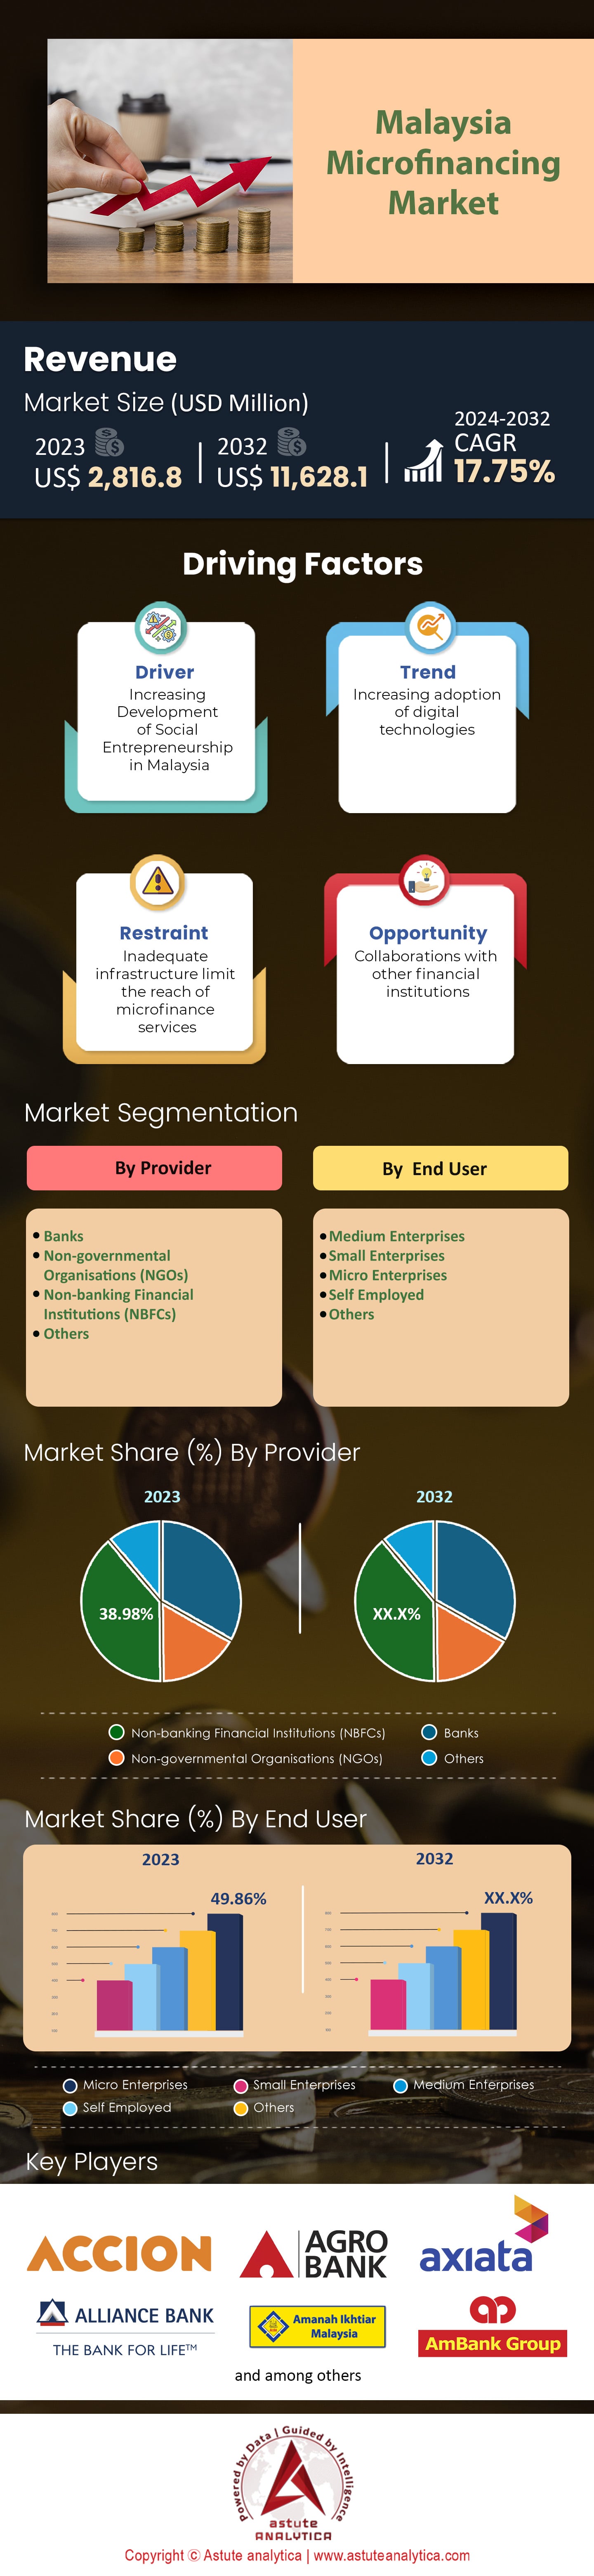 Malaysia
Microfinancing
Market
Revenue
Market Size (USD Million)
2023
US$ 2,816.8
2032
US$ 11,628.1
2024-2032
CAGR
17.75%
Driving Factors
Driver
Increasing
Development
of Social
Entrepreneurship
in Malaysia
Trend
Increasing adoption
of digital
technologies
Restraint
Inadequate
infrastructure limit
the reach of
microfinance
services
Opportunity
Collaborations with
other financial
institutions
Market Segmentation
By Provider
Banks
Non-governmental
Organisations (NGOs)
Non-banking Financial
Institutions (NBFCs)
Others
By End User
Medium Enterprises
Small Enterprises
Micro Enterprises
Self Employed
Others
Market Share (%) By Provider
2023
2032
38.98%
XX.X%
Non-banking Financial Institutions (NBFCs)
Banks
Non-governmental Organisations (NGOs)
Others
Market Share (%) By End User
2023
2032
49.86%
XX.X%
Micro Enterprises
Small Enterprises
Medium Enferprises
Self Employed
Others
Key Players
ACCION
AGRO
BANK
axiata
ALLIANCE BANK
THE BANK FOR LIFE™
Amanah Ikhtiar
Malaysia
AmBank Group
and among others
Powered by Data | Guided by Intelligence
astute
ANALYTICA
Copyright © Astute analytica | www.astuteanalytica.com